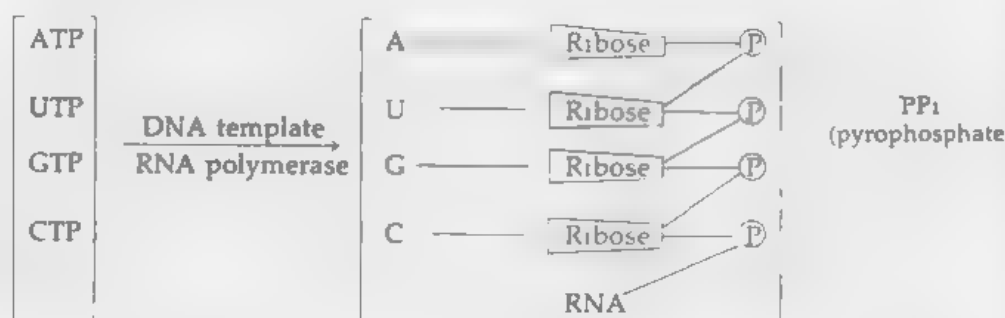 ATP A Ribose P
UTP U Ribose P PPi
DNA template (pyrophosphate
GTP RNA polymerase G Ribose P
CTP C Ribose P
RNA